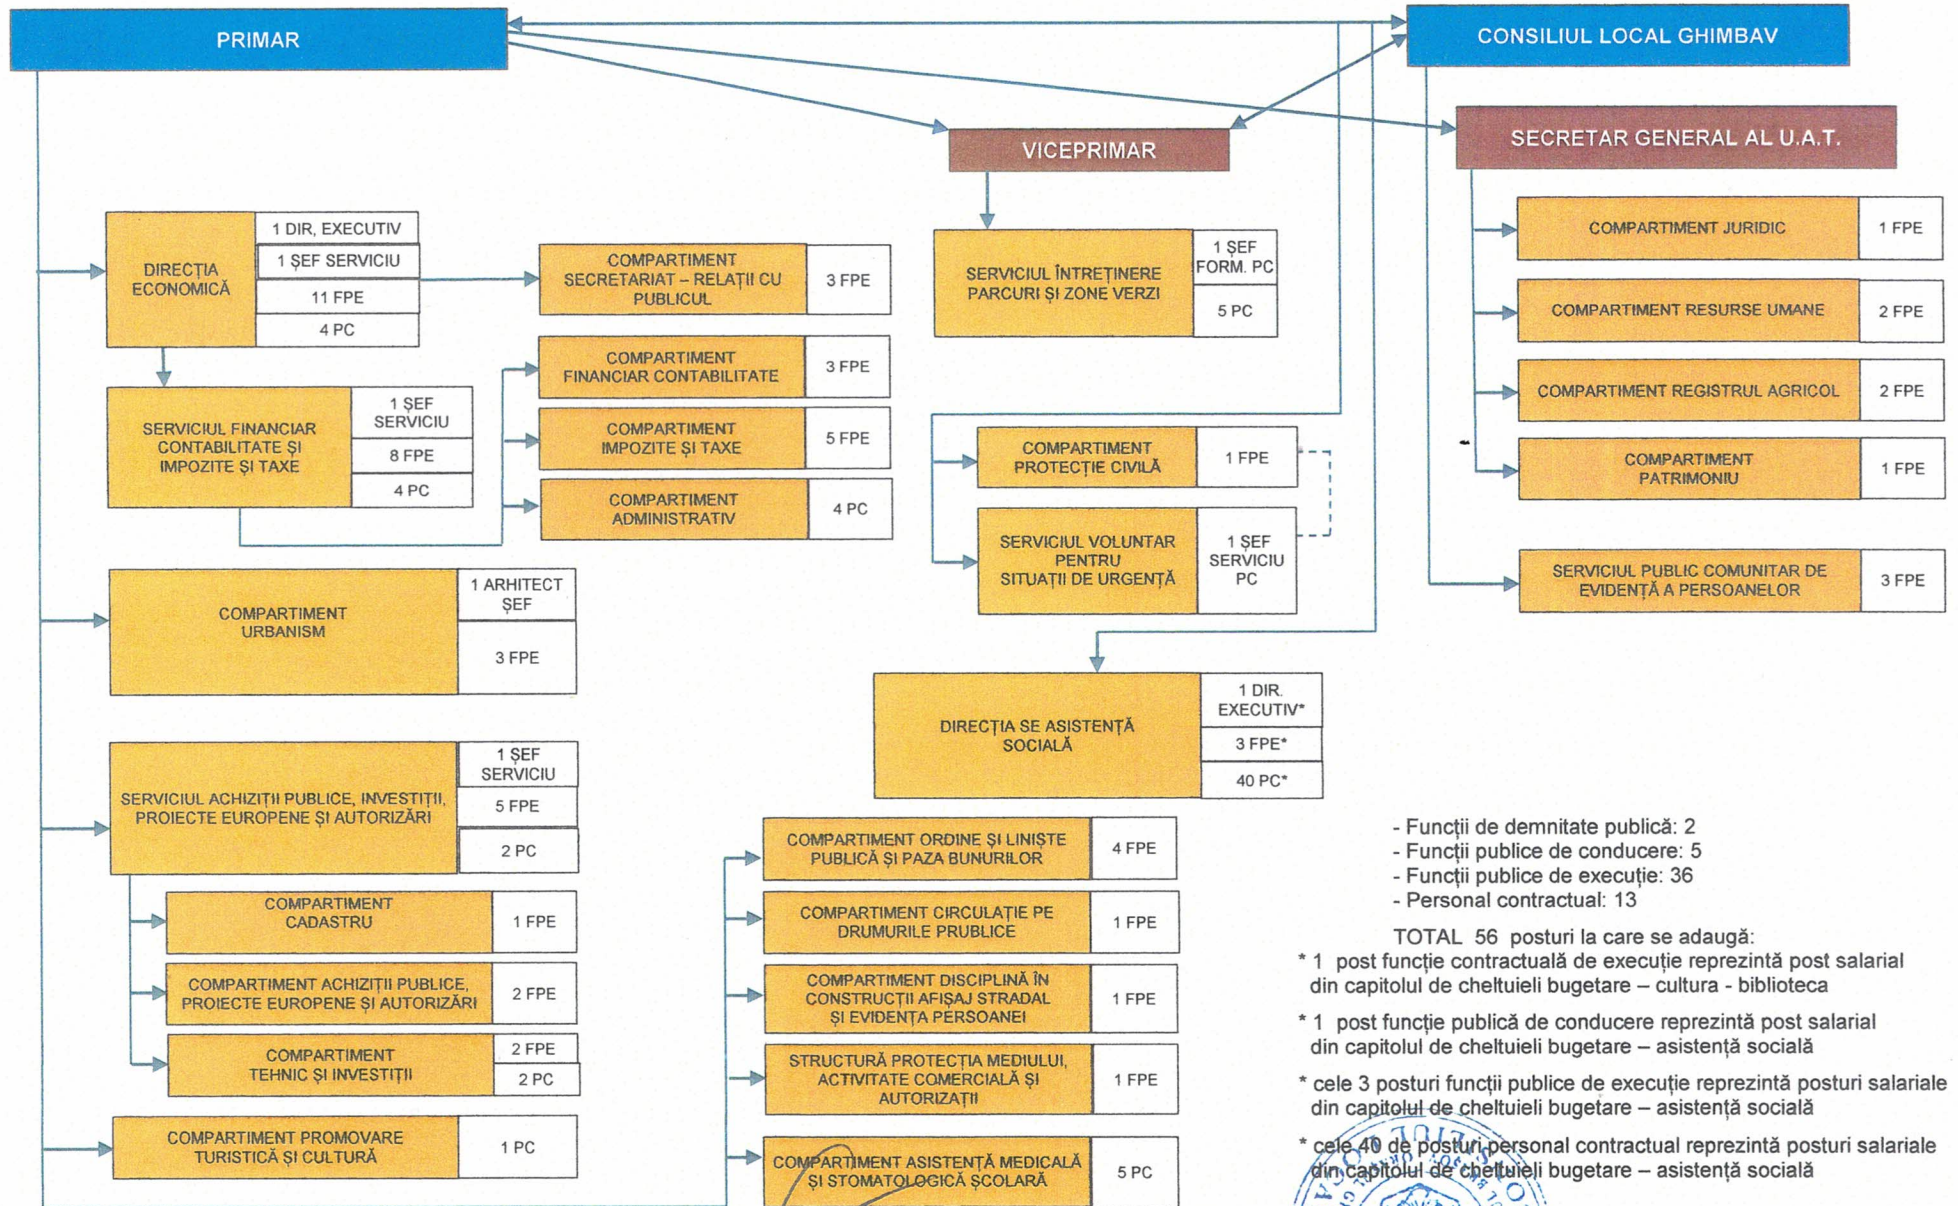 PRIMAR
CONSILIUL LOCAL GHIMBAV
VICEPRIMAR
SECRETAR GENERAL AL U.A.T.
DIRECȚIA
ECONOMICĂ
1 DIR, EXECUTIV
1 ȘEF SERVICIU
11 FPE
4 PC
COMPARTIMENT
SECRETARIAT – RELAȚII CU
PUBLICUL
3 FPE
SERVICIUL FINANCIAR
CONTABILITATE ȘI
IMPOZITE ȘI TAXE
1 ȘEF
SERVICIU
8 FPE
4 PC
COMPARTIMENT
FINANCIAR CONTABILITATE
3 FPE
COMPARTIMENT
IMPOZITE ȘI TAXE
5 FPE
COMPARTIMENT
ADMINISTRATIV
4 PC
COMPARTIMENT
URBANISM
1 ARHITECT
ȘEF
3 FPE
SERVICIUL ACHIZIȚII PUBLICE, INVESTIȚII,
PROIECTE EUROPENE ȘI AUTORIZĂRI
1 ȘEF
SERVICIU
5 FPE
2 PC
COMPARTIMENT
CADASTRU
1 FPE
COMPARTIMENT ACHIZIȚII PUBLICE,
PROIECTE EUROPENE ȘI AUTORIZĂRI
2 FPE
COMPARTIMENT
TEHNIC ȘI INVESTIȚII
2 FPE
2 PC
COMPARTIMENT PROMOVARE
TURISTICĂ ȘI CULTURĂ
1 PC
SERVICIUL ÎNTREȚINERE
PARCURI ȘI ZONE VERZI
1 ȘEF
FORM. PC
5 PC
COMPARTIMENT
PROTECȚIE CIVILĂ
1 FPE
SERVICIUL VOLUNTAR
PENTRU
SITUAȚII DE URGENȚĂ
1 ȘEF
SERVICIU
PC
DIRECȚIA SE ASISTENȚĂ
SOCIALĂ
1 DIR.
EXECUTIV*
3 FPE*
40 PC*
COMPARTIMENT ORDINE ȘI LINIȘTE
PUBLICĂ ȘI PAZA BUNURILOR
4 FPE
COMPARTIMENT CIRCULAȚIE PE
DRUMURILE PRUBLICE
1 FPE
COMPARTIMENT DISCIPLINĂ ÎN
CONSTRUCȚII AFIȘAJ STRADAL
ȘI EVIDENȚA PERSOANEI
1 FPE
STRUCTURĂ PROTECȚIA MEDIULUI,
ACTIVITATE COMERCIALĂ ȘI
AUTORIZAȚII
1 FPE
COMPARTIMENT ASISTENȚĂ MEDICALĂ
ȘI STOMATOLOGICĂ ȘCOLARĂ
5 PC
COMPARTIMENT JURIDIC
1 FPE
COMPARTIMENT RESURSE UMANE
2 FPE
COMPARTIMENT REGISTRUL AGRICOL
2 FPE
COMPARTIMENT
PATRIMONIU
1 FPE
SERVICIUL PUBLIC COMUNITAR DE
EVIDENȚĂ A PERSOANELOR
3 FPE
- Funcții de demnitate publică: 2
- Funcții publice de conducere: 5
- Funcții publice de execuție: 36
- Personal contractual: 13
TOTAL 56 posturi la care se adaugă:
* 1 post funcție contractuală de execuție reprezintă post salarial
din capitolul de cheltuieli bugetare – cultura - biblioteca
* 1 post funcție publică de conducere reprezintă post salarial
din capitolul de cheltuieli bugetare – asistență socială
* cele 3 posturi funcții publice de execuție reprezintă posturi salariale
din capitolul de cheltuieli bugetare – asistență socială
* cele 40 de posturi personal contractual reprezintă posturi salariale
din capitolul de cheltuieli bugetare – asistență socială